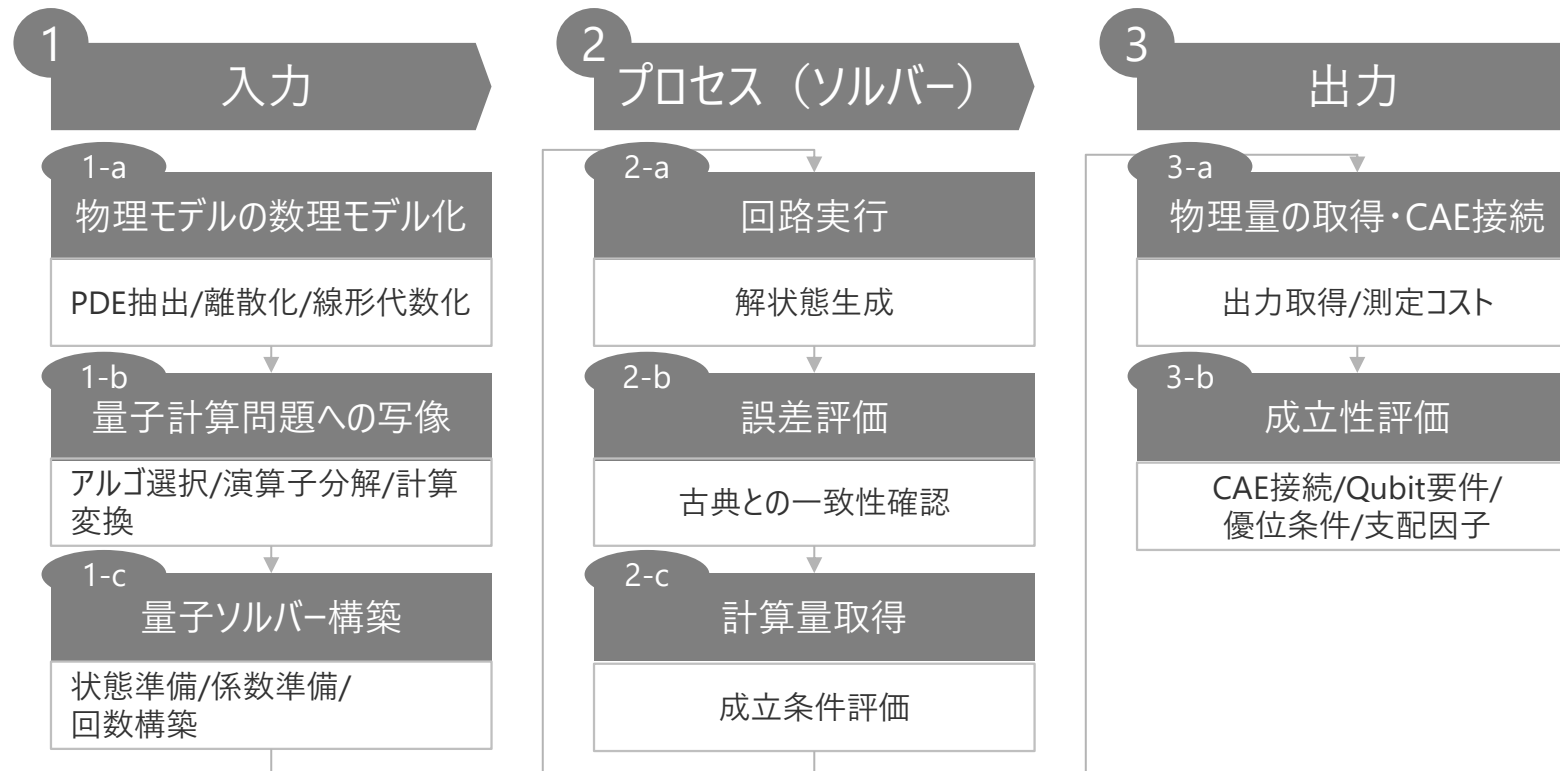 1
入力
1-a
物理モデルの数理モデル化
PDE抽出/離散化/線形代数化
1-b
量子計算問題への写像
アルゴ選択/演算子分解/計算
変換
1-c
量子ソルバー構築
状態準備/係数準備/
回数構築
2
プロセス（ソルバー）
2-a
回路実行
解状態生成
2-b
誤差評価
古典との一致性確認
2-c
計算量取得
成立条件評価
3
出力
3-a
物理量の取得・CAE接続
出力取得/測定コスト
3-b
成立性評価
CAE接続/Qubit要件/
優位条件/支配因子